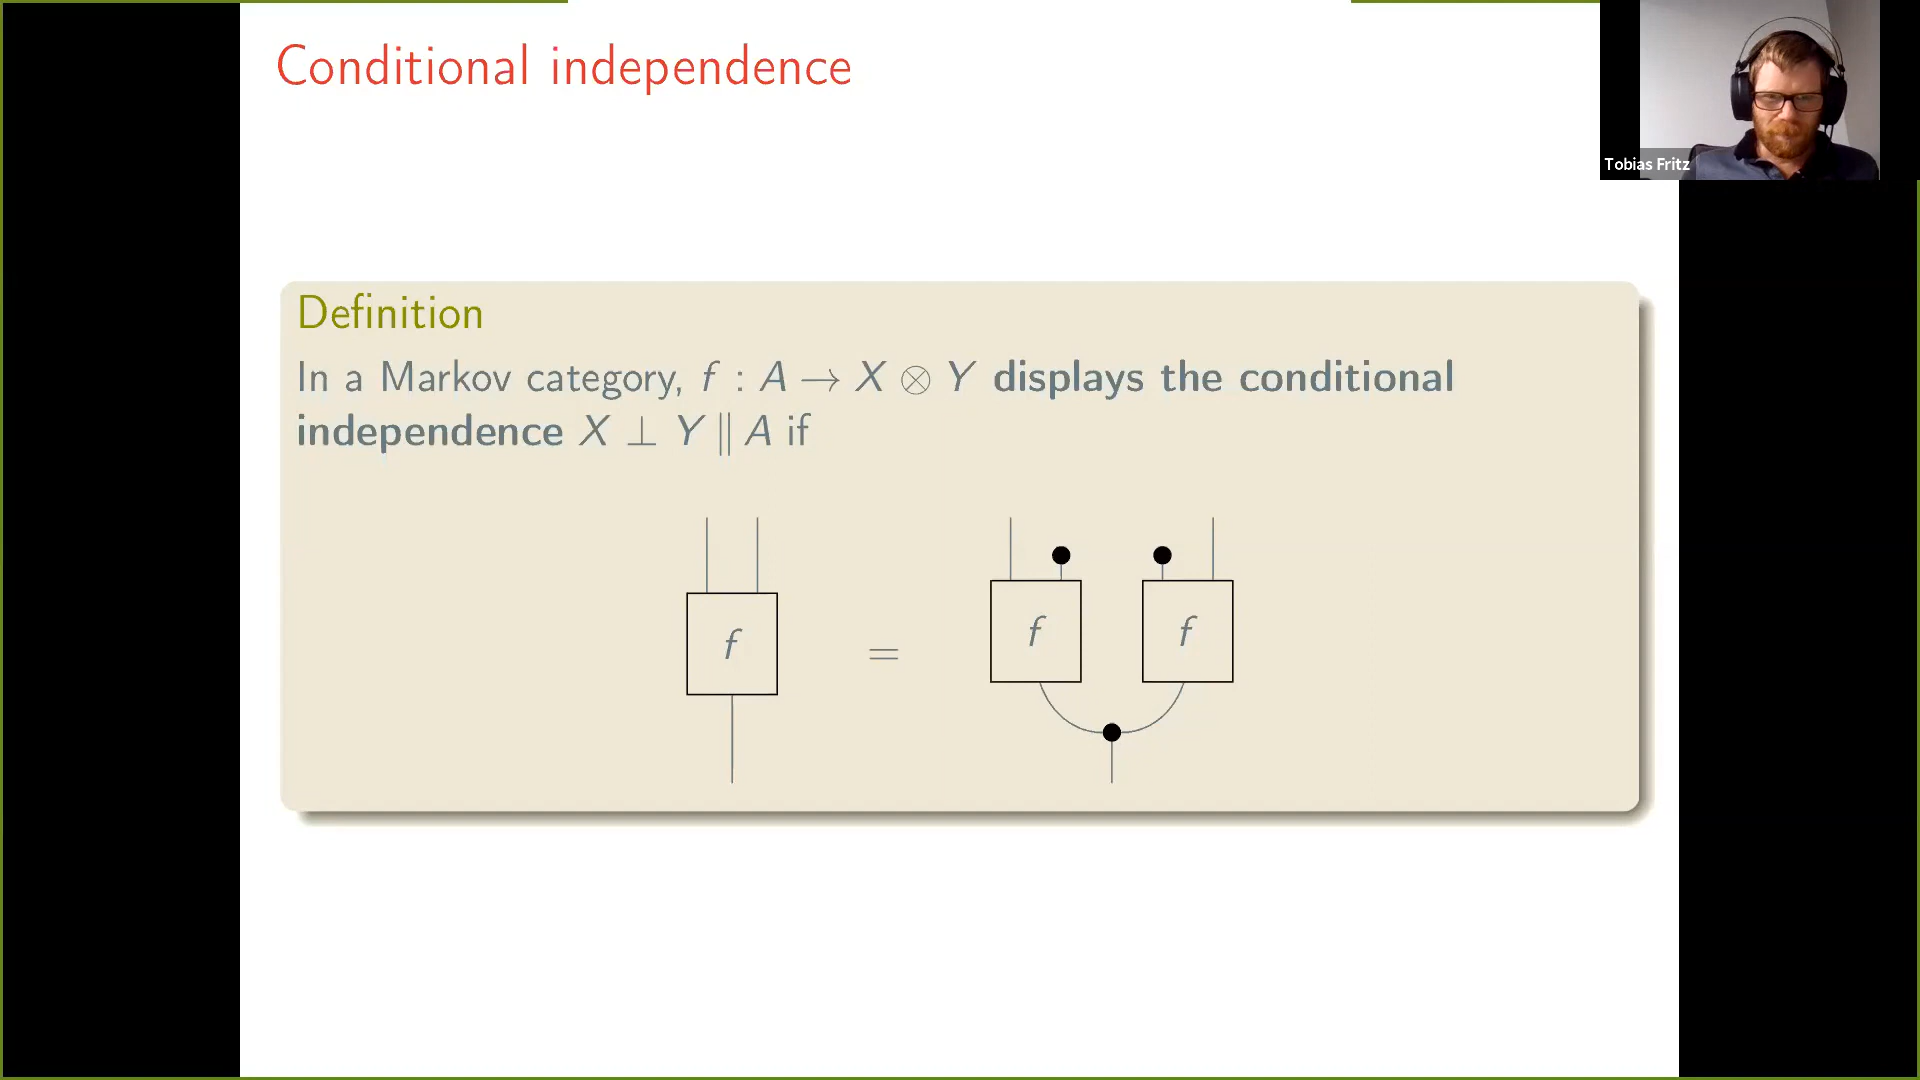 Conditional independence
Tobias Fritz
Definition
In a Markov category, f : A → X ⊗ Y displays the conditional
independence X ⊥ Y ∥ A if
f = f f